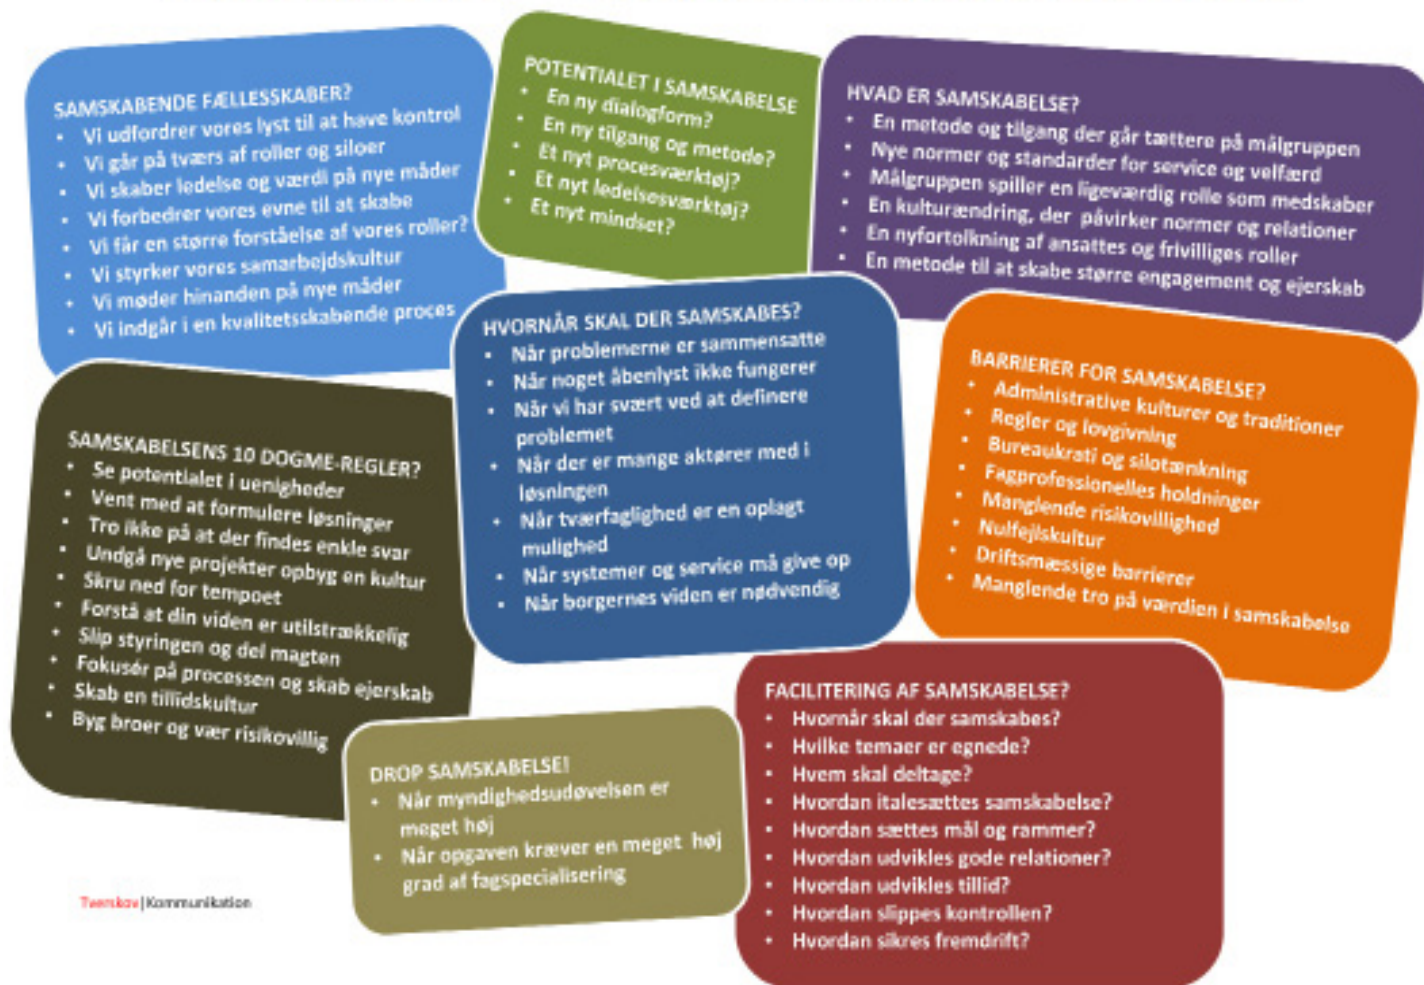 SAMSKABENDE FÆLLESSKABER?
• Vi udfordrer vores lyst til at have kontrol
• Vi går på tværs af roller og siloer
• Vi skaber ledelse og værdi på nye måder
• Vi forbedrer vores evne til at skabe
• Vi får en større forståelse af vores roller?
• Vi styrker vores samarbejdskultur
• Vi møder hinanden på nye måder
• Vi indgår i en kvalitetsskabende proces
POTENTIALET I SAMSKABELSE
• En ny dialogform?
• En ny tilgang og metode?
• Et nyt procesværktøj?
• Et nyt ledelsesværktøj?
• Et nyt mindset?
HVAD ER SAMSKABELSE?
• En metode og tilgang der går tættere på målgruppen
• Nye normer og standarder for service og velfærd
• Målgruppen spiller en ligeværdig rolle som medskaber
• En kulturændring, der påvirker normer og relationer
• En nyfortolkning af ansattes og frivilliges roller
• En metode til at skabe større engagement og ejerskab
HVORNÅR SKAL DER SAMSKABES?
• Når problemerne er sammensatte
• Når noget åbenlyst ikke fungerer
• Når vi har svært ved at definere
problemet
• Når der er mange aktører med i
løsningen
• Når tværfaglighed er en oplagt
mulighed
• Når systemer og service må give op
• Når borgernes viden er nødvendig
BARRIERER FOR SAMSKABELSE?
• Administrative kulturer og traditioner
• Regler og lovgivning
• Bureaukrati og silotænkning
• Fagprofessionelles holdninger
• Manglende risikovillighed
• Nulfejlskultur
• Driftsmæssige barrierer
• Manglende tro på værdien i samskabelse
SAMSKABELSENS 10 DOGME-REGLER?
• Se potentialet i uenigheder
• Vent med at formulere løsninger
• Tro ikke på at der findes enkle svar
• Undgå nye projekter opbyg en kultur
• Skru ned for tempoet
• Forstå at din viden er utilstrækkelig
• Slip styringen og del magten
• Fokusér på processen og skab ejerskab
• Skab en tillidskultur
• Byg broer og vær risikovillig
DROP SAMSKABELSE!
• Når myndighedsudøvelsen er
meget høj
• Når opgaven kræver en meget høj
grad af fagspecialisering
FACILITERING AF SAMSKABELSE?
• Hvornår skal der samskabes?
• Hvilke temaer er egnede?
• Hvem skal deltage?
• Hvordan italesættes samskabelse?
• Hvordan sættes mål og rammer?
• Hvordan udvikles gode relationer?
• Hvordan udvikles tillid?
• Hvordan slippes kontrollen?
• Hvordan sikres fremdrift?
Tverskov|Kommunikation